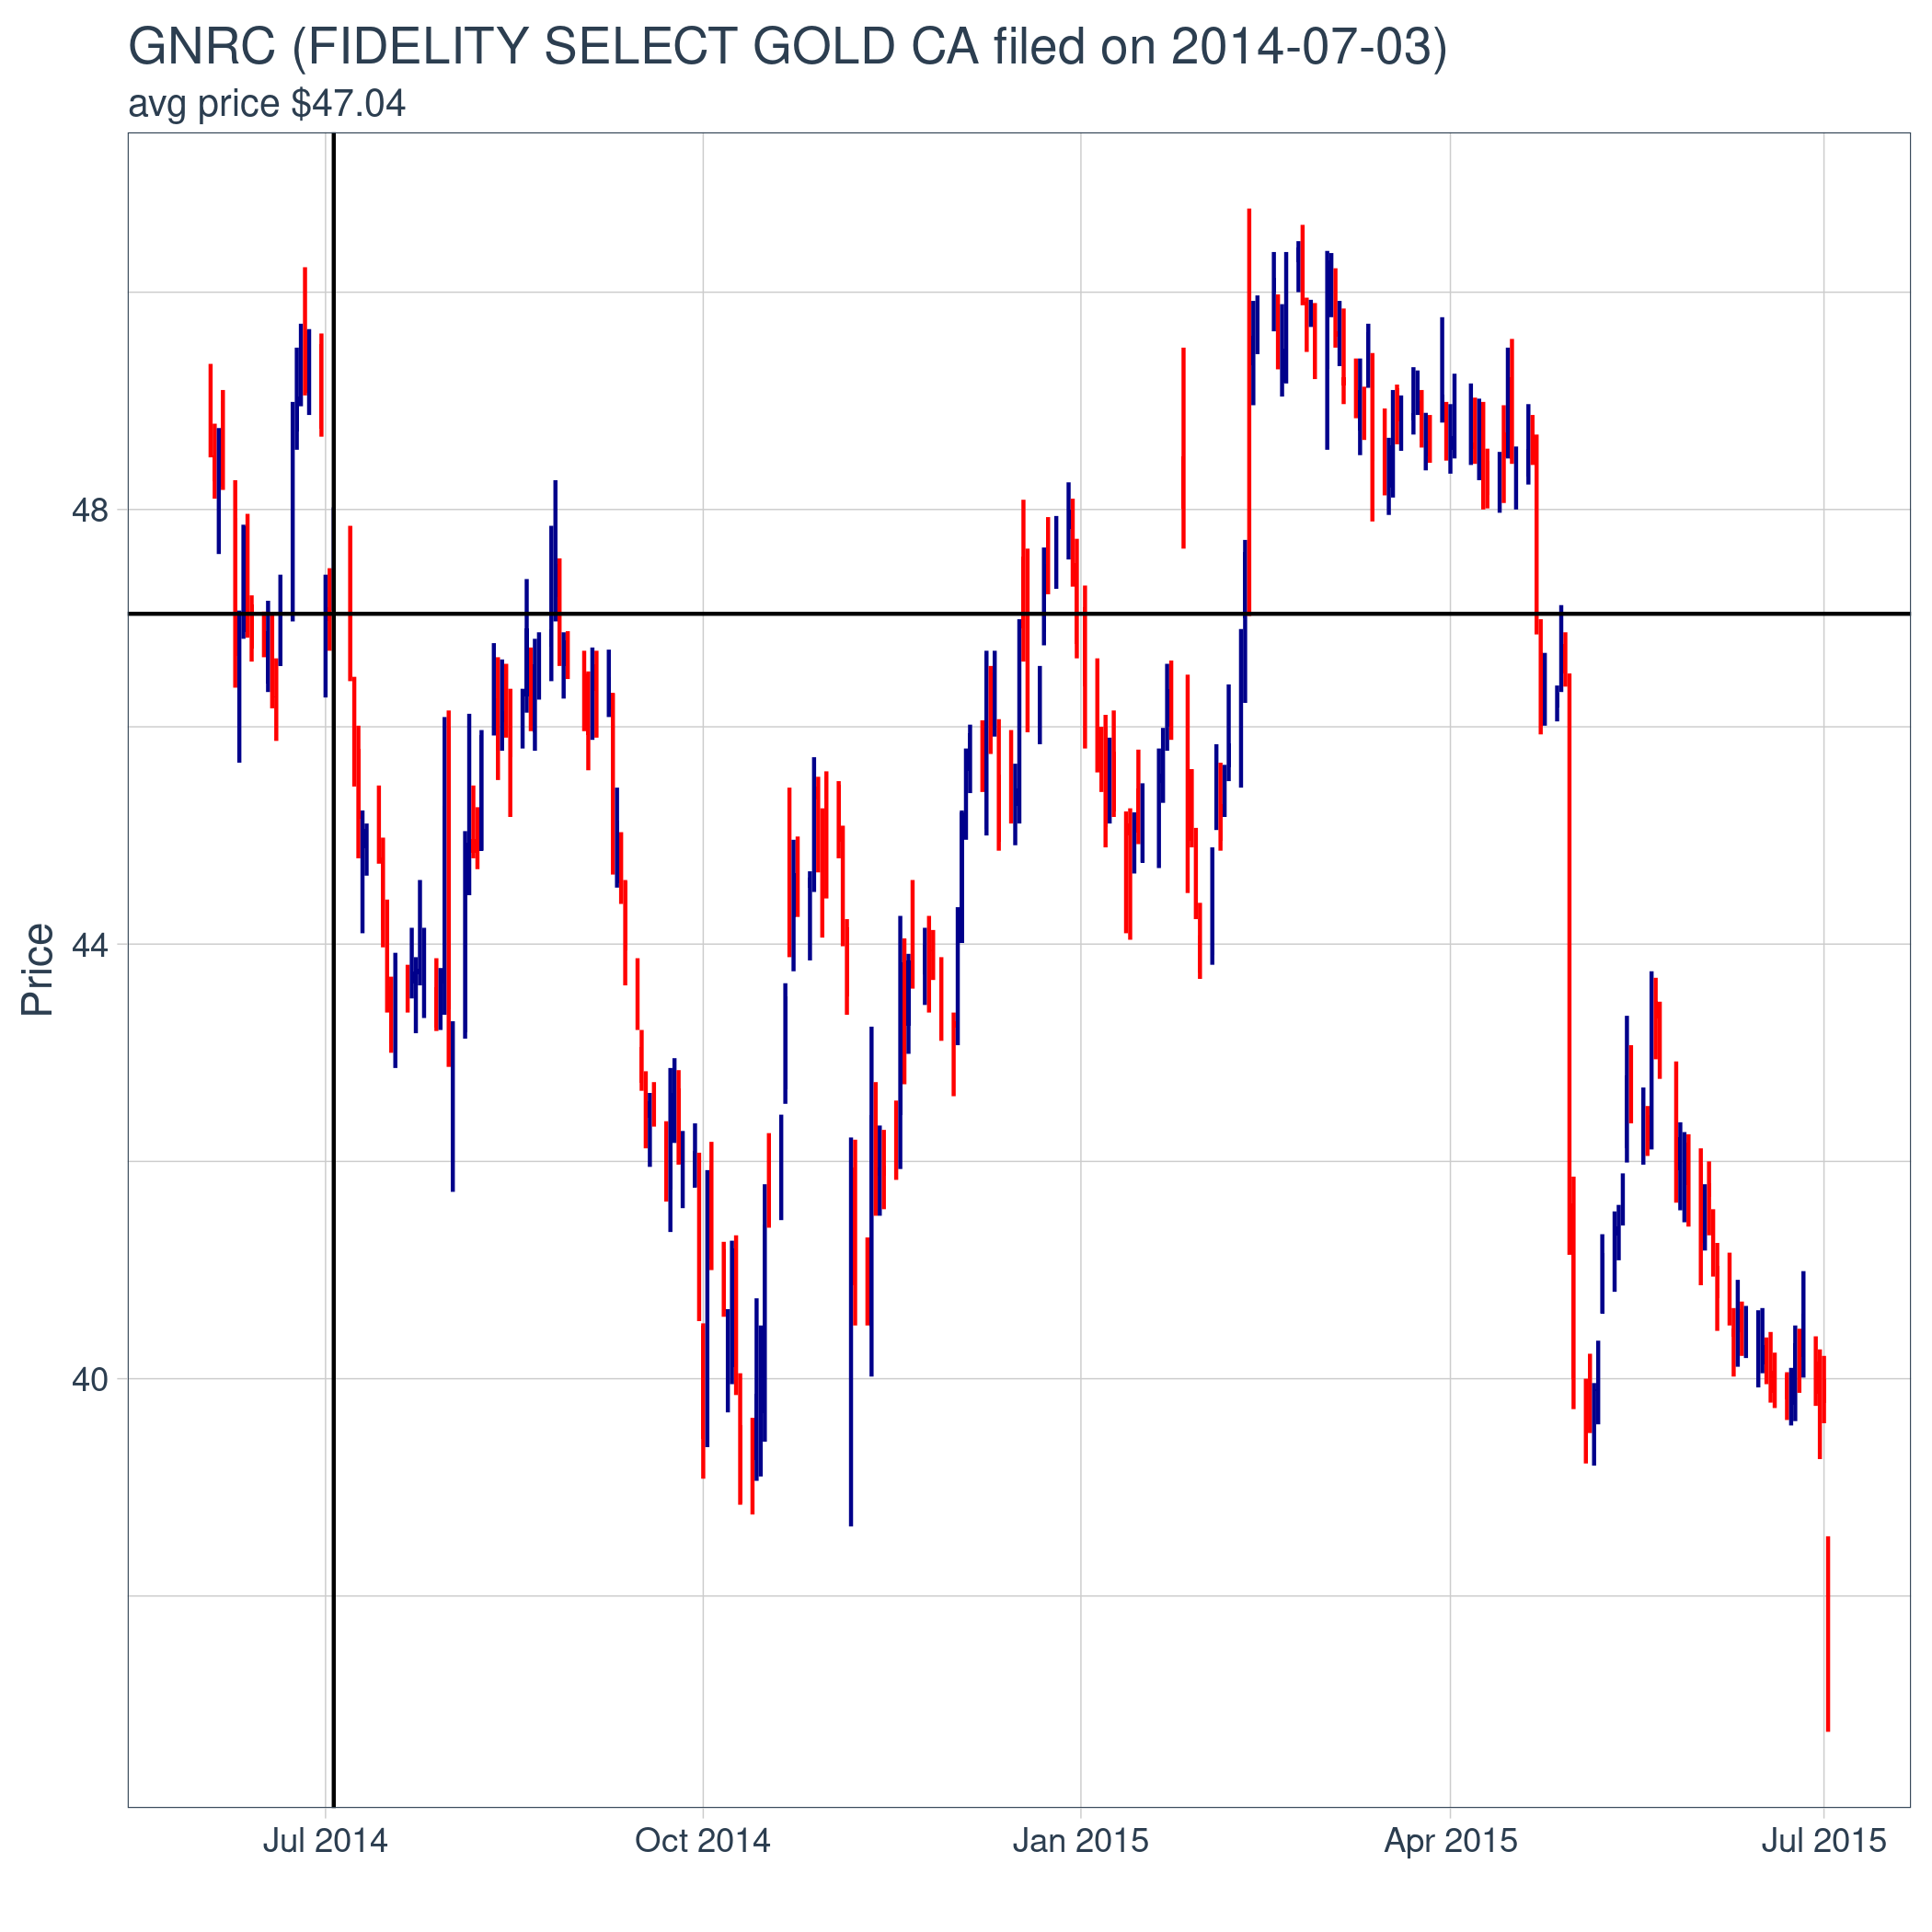 GNRC (FIDELITY SELECT GOLD CA filed on 2014-07-03)
avg price $47.04
48
44
40
Price
Jul 2014
Oct 2014
Jan 2015
Apr 2015
Jul 2015